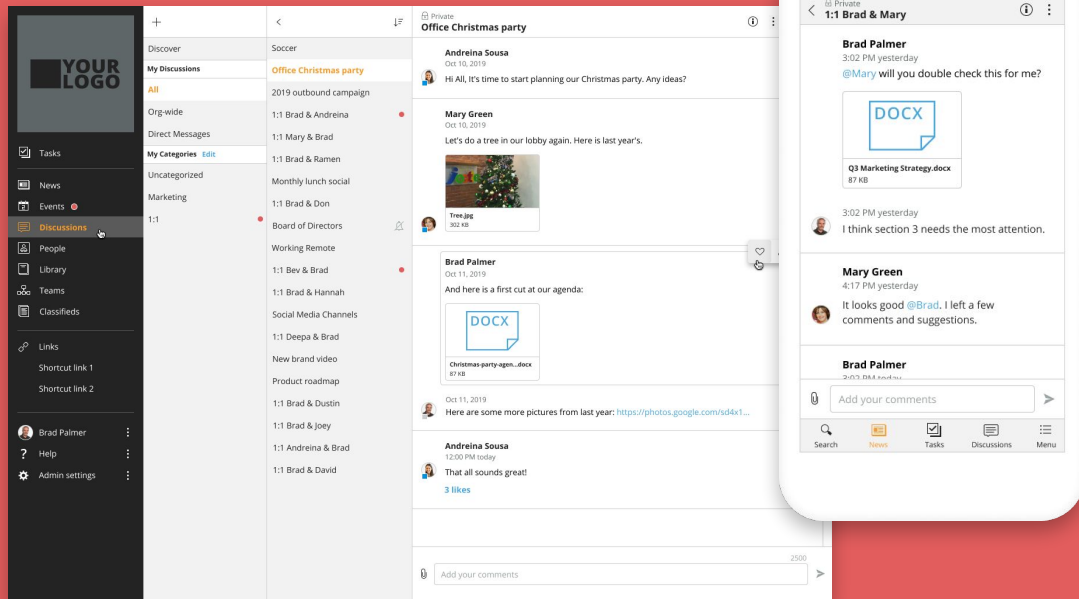 YOUR
LOGO
Tasks
News
Events
Discussions
People
Library
Teams
Classifieds
Links
Shortcut link 1
Shortcut link 2
Brad Palmer
Help
Admin settings
Discover
My Discussions
All
Org-wide
Direct Messages
My Categories Edit
Uncategorized
Marketing
1:1
Soccer
Office Christmas party
2019 outbound campaign
1:1 Brad & Andreina
1:1 Mary & Brad
1:1 Brad & Ramen
Monthly lunch social
1:1 Brad & Don
Board of Directors
Working Remote
1:1 Bev & Brad
1:1 Brad & Hannah
Social Media Channels
1:1 Deepa & Brad
New brand video
Product roadmap
1:1 Brad & Dustin
1:1 Brad & Joey
1:1 Andreina & Brad
1:1 Brad & David
Private
Office Christmas party
Andreina Sousa
Oct 10, 2019
Hi All, It's time to start planning our Christmas party. Any ideas?
Mary Green
Oct 10, 2019
Let's do a tree in our lobby again. Here is last year's.
Tree.jpg
302 KB
Brad Palmer
Oct 11, 2019
And here is a first cut at our agenda:
DOCX
Christmas-party-agen...docx
87 KB
Oct 11, 2019
Here are some more pictures from last year: https://photos.google.com/sd4x1...
Andreina Sousa
12:00 PM today
That all sounds great!
3 likes
2500
Add your comments
Private
1:1 Brad & Mary
Brad Palmer
3:02 PM yesterday
@Mary will you double check this for me?
DOCX
Q3 Marketing Strategy.docx
87 KB
3:02 PM yesterday
I think section 3 needs the most attention.
Mary Green
4:17 PM yesterday
It looks good @Brad. I left a few
comments and suggestions.
Brad Palmer
3:02 PM today
Add your comments
Search
News
Tasks
Discussions
Menu